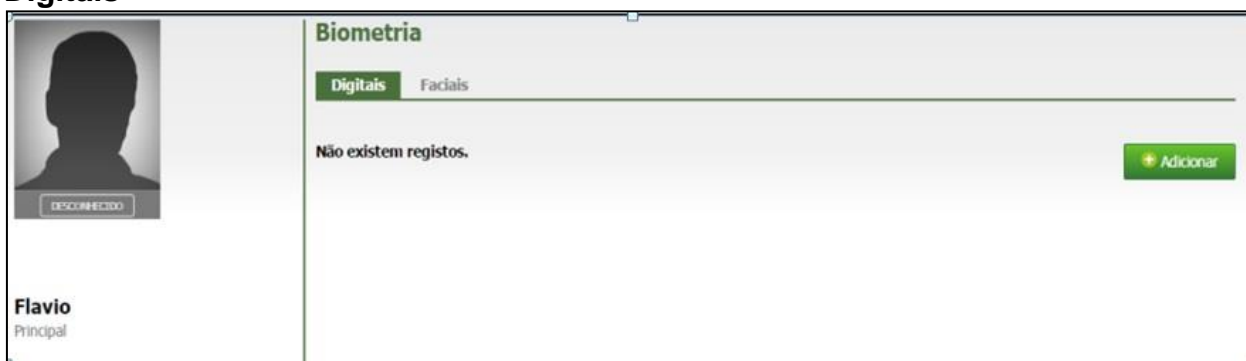 Digitais
Biometria
Digitais Faciais
Não existem registos.
Adicionar
DESCONHECIDO
Flavio
Principal